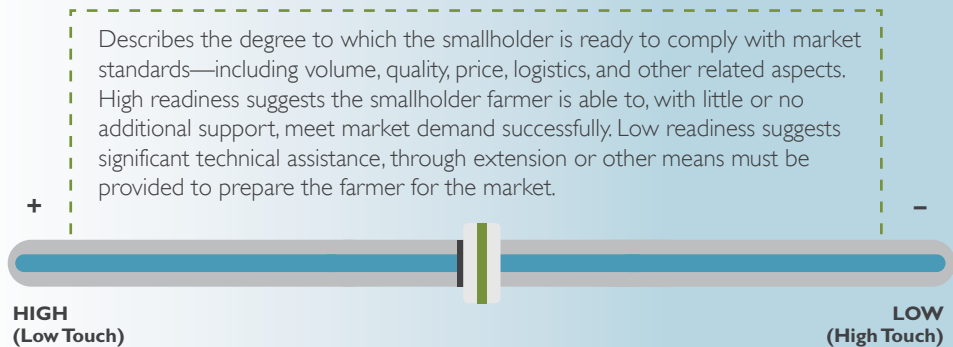 Describes the degree to which the smallholder is ready to comply with market
standards—including volume, quality, price, logistics, and other related aspects.
High readiness suggests the smallholder farmer is able to, with little or no
additional support, meet market demand successfully. Low readiness suggests
significant technical assistance, through extension or other means must be
provided to prepare the farmer for the market.
+ –
HIGH LOW
(Low Touch) (High Touch)